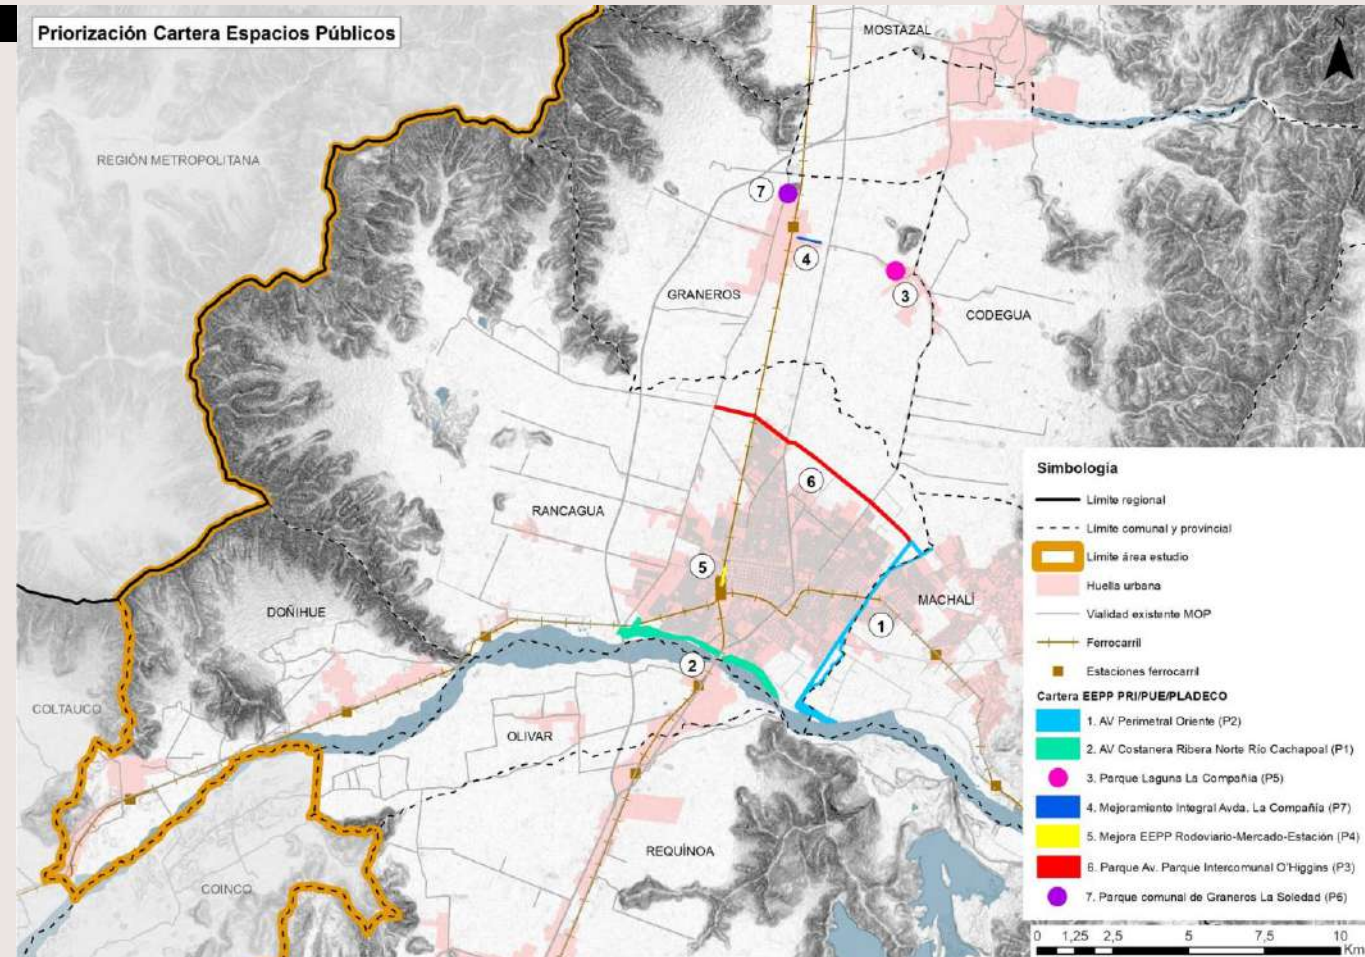 Priorización Cartera Espacios Públicos
MOSTAZAL
N
REGIÓN METROPOLITANA
7
4
GRANEROS
3
CODEGUA
6
RANCAGUA
5
DOÑIHUE
MACHALÍ
1
2
COLTAUCO
OLIVAR
REQUÍNOA
COINCO
Simbología
Límite regional
Límite comunal y provincial
Límite área estudio
Huella urbana
Vialidad existente MOP
Ferrocarril
Estaciones ferrocarril
Cartera EEPP PRI/PUE/PLADECO
1. AV Perimetral Oriente (P2)
2. AV Costanera Ribera Norte Río Cachapoal (P1)
3. Parque Laguna La Compañía (P5)
4. Mejoramiento Integral Avda. La Compañía (P7)
5. Mejora EEPP Rodoviario-Mercado-Estación (P4)
6. Parque Av. Parque Intercomunal O'Higgins (P3)
7. Parque comunal de Graneros La Soledad (P6)
0 1,25 2,5 5 7,5 10
Km